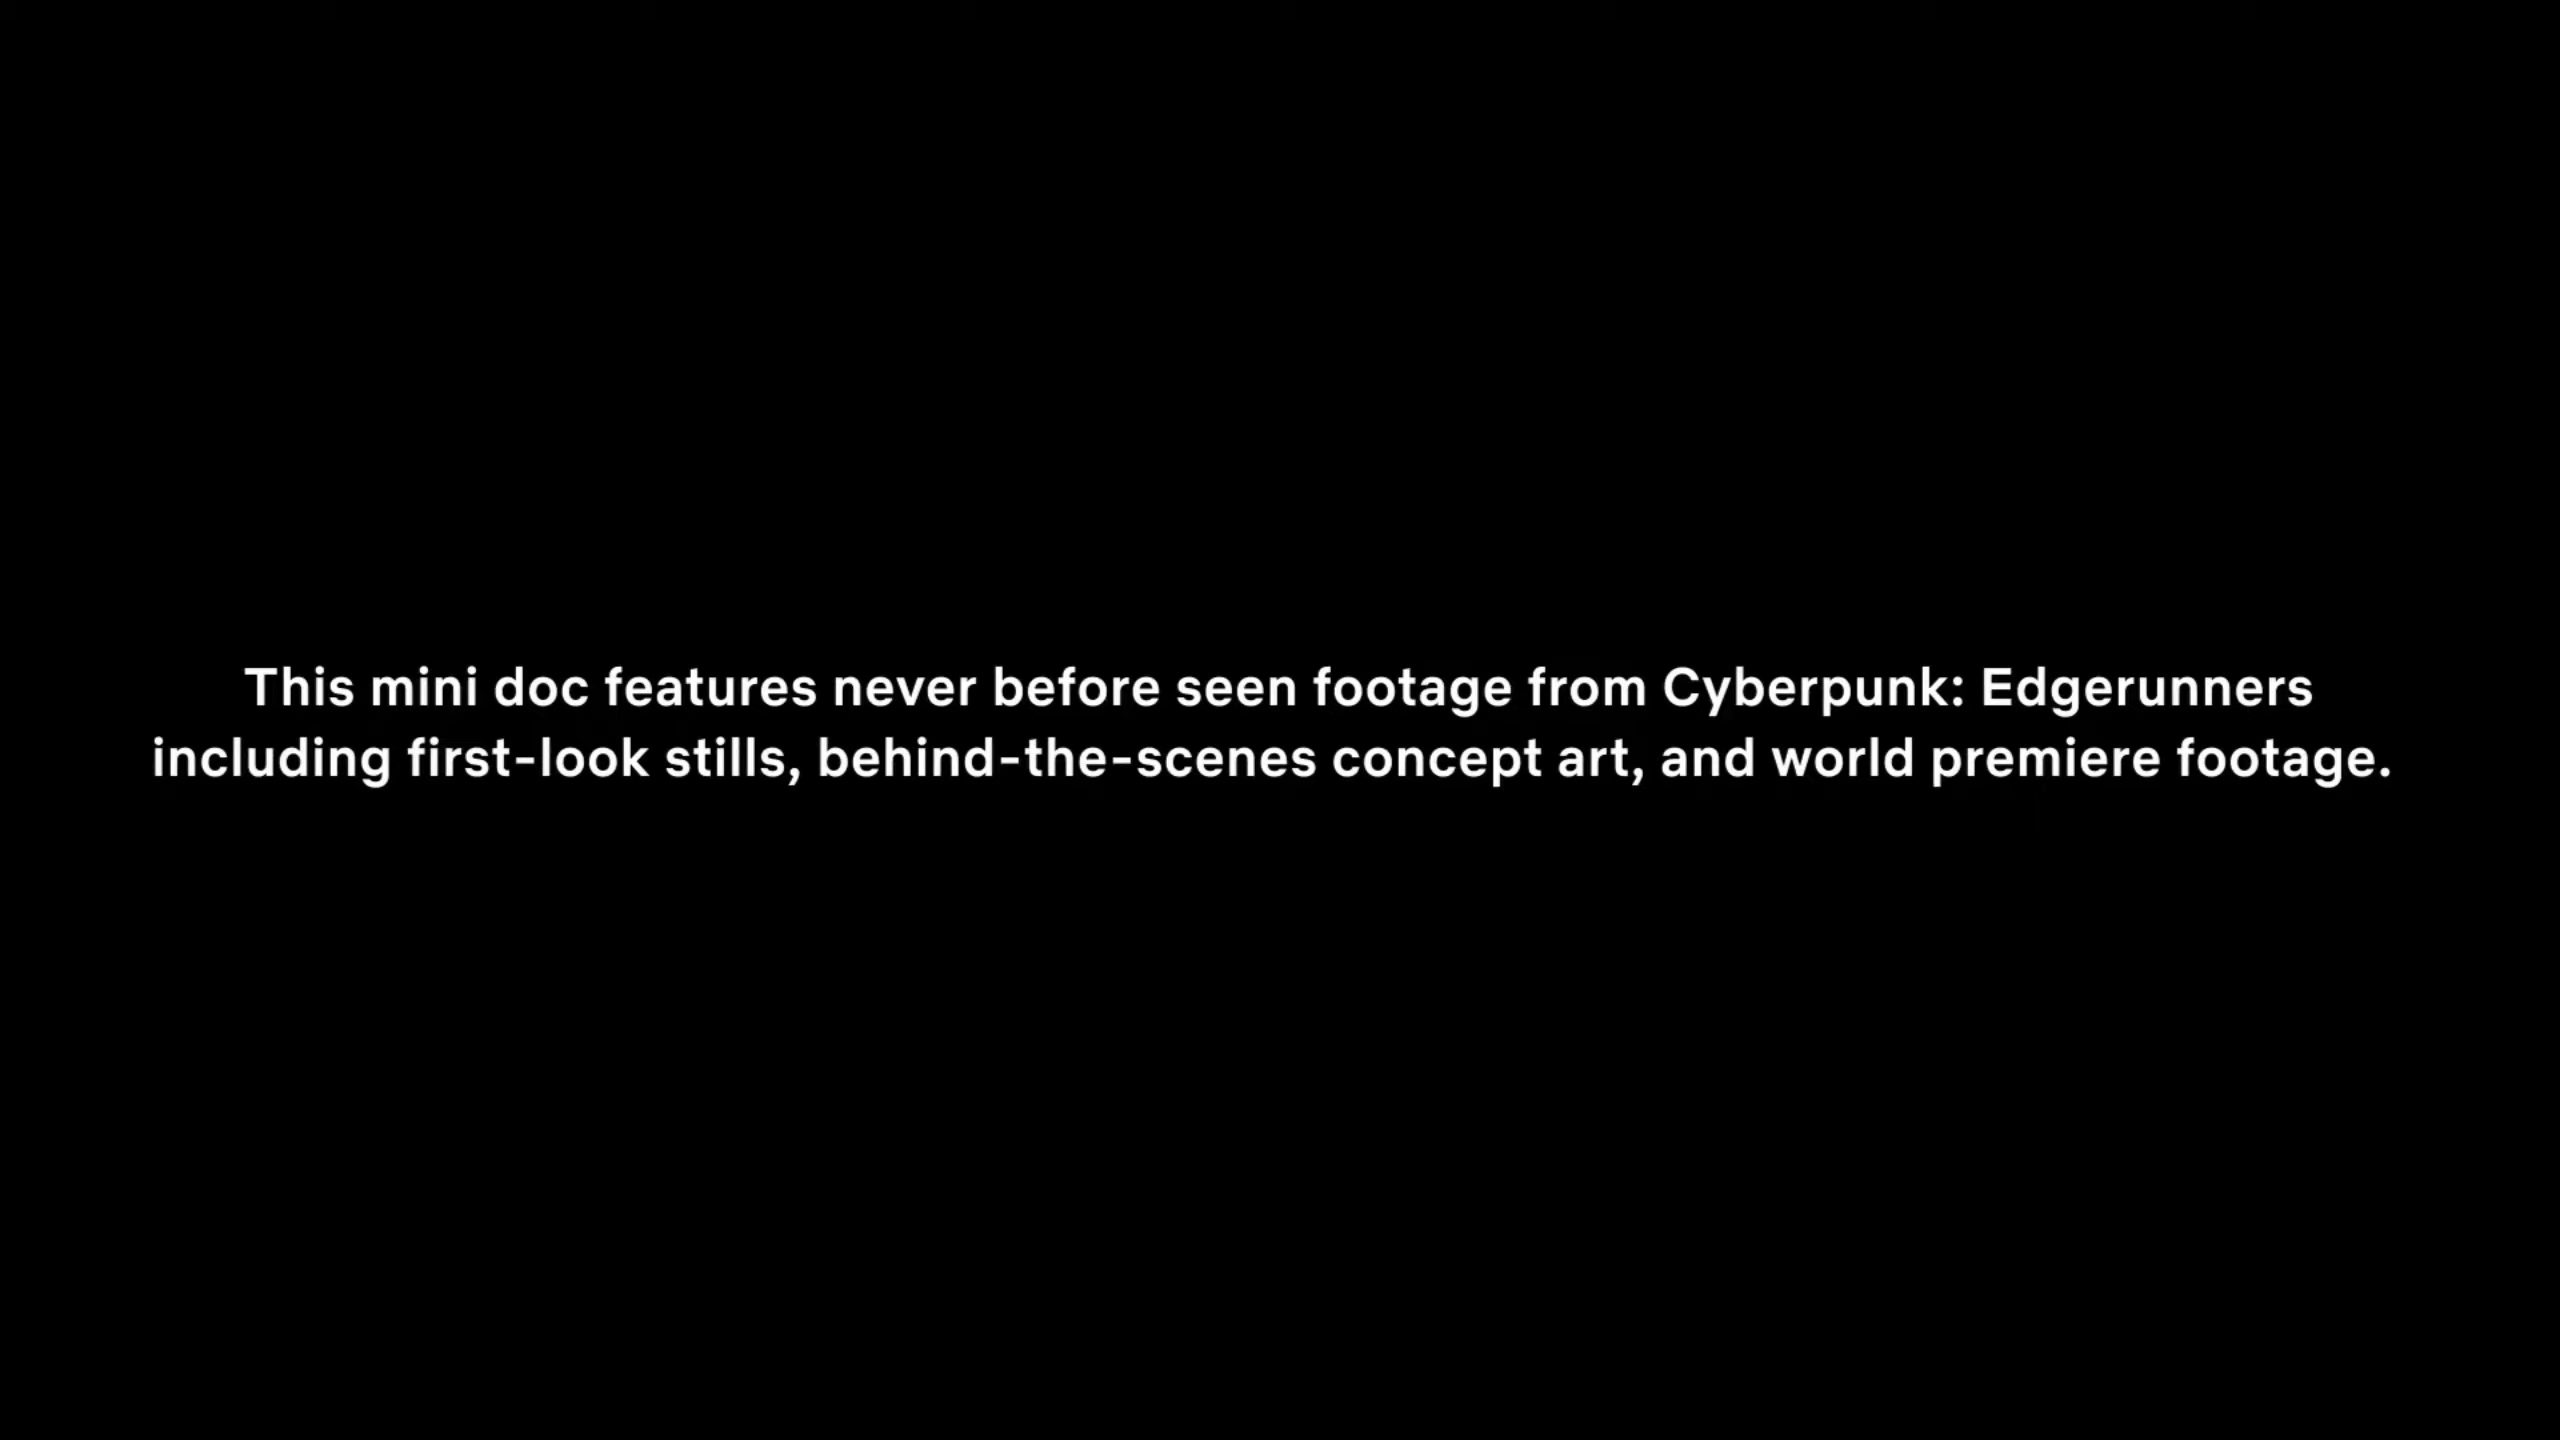 This mini doc features never before seen footage from Cyberpunk: Edgerunners
including first-look stills, behind-the-scenes concept art, and world premiere footage.